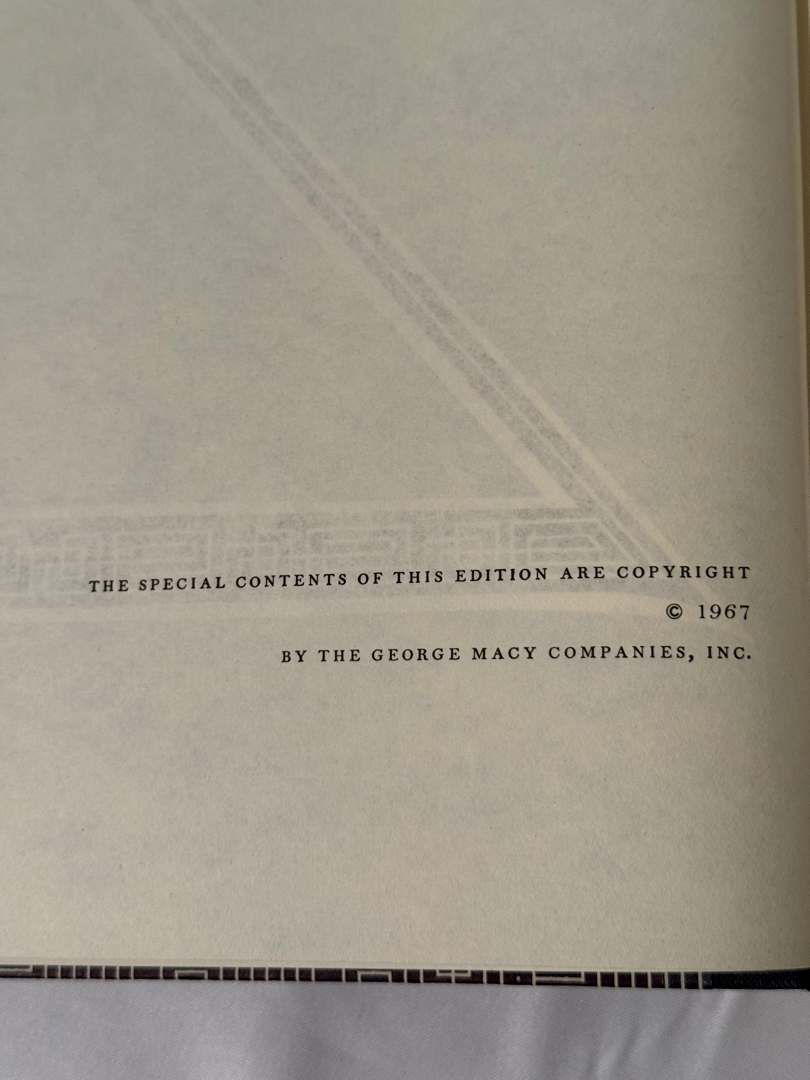 THE SPECIAL CONTENTS OF THIS EDITION ARE COPYRIGHT
© 1967
BY THE GEORGE MACY COMPANIES, INC.